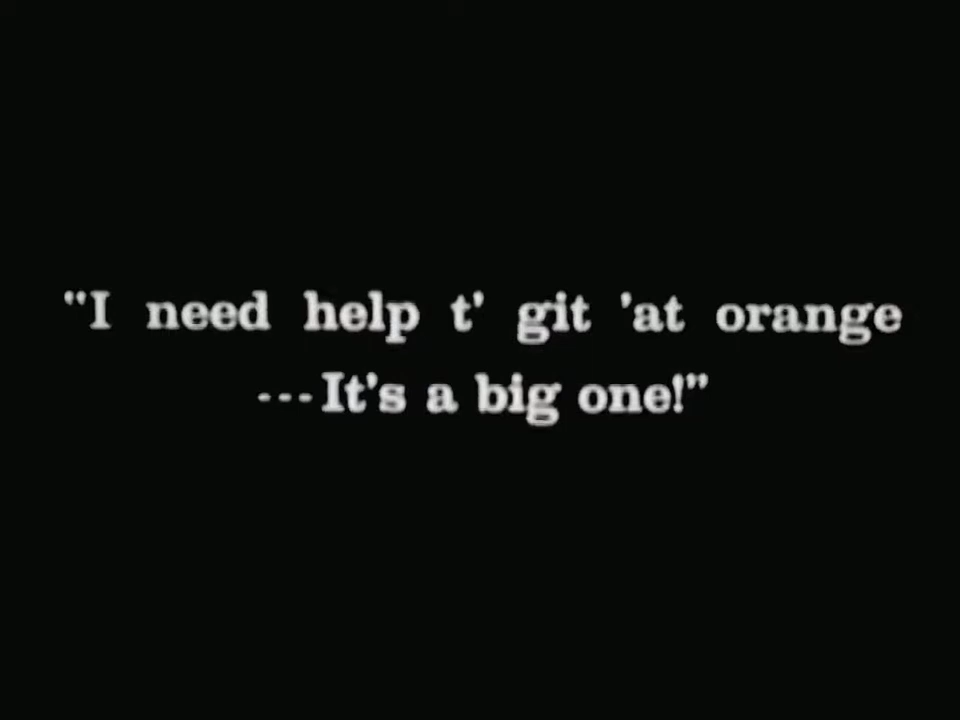 "I need help t' git 'at orange
---It's a big one!"